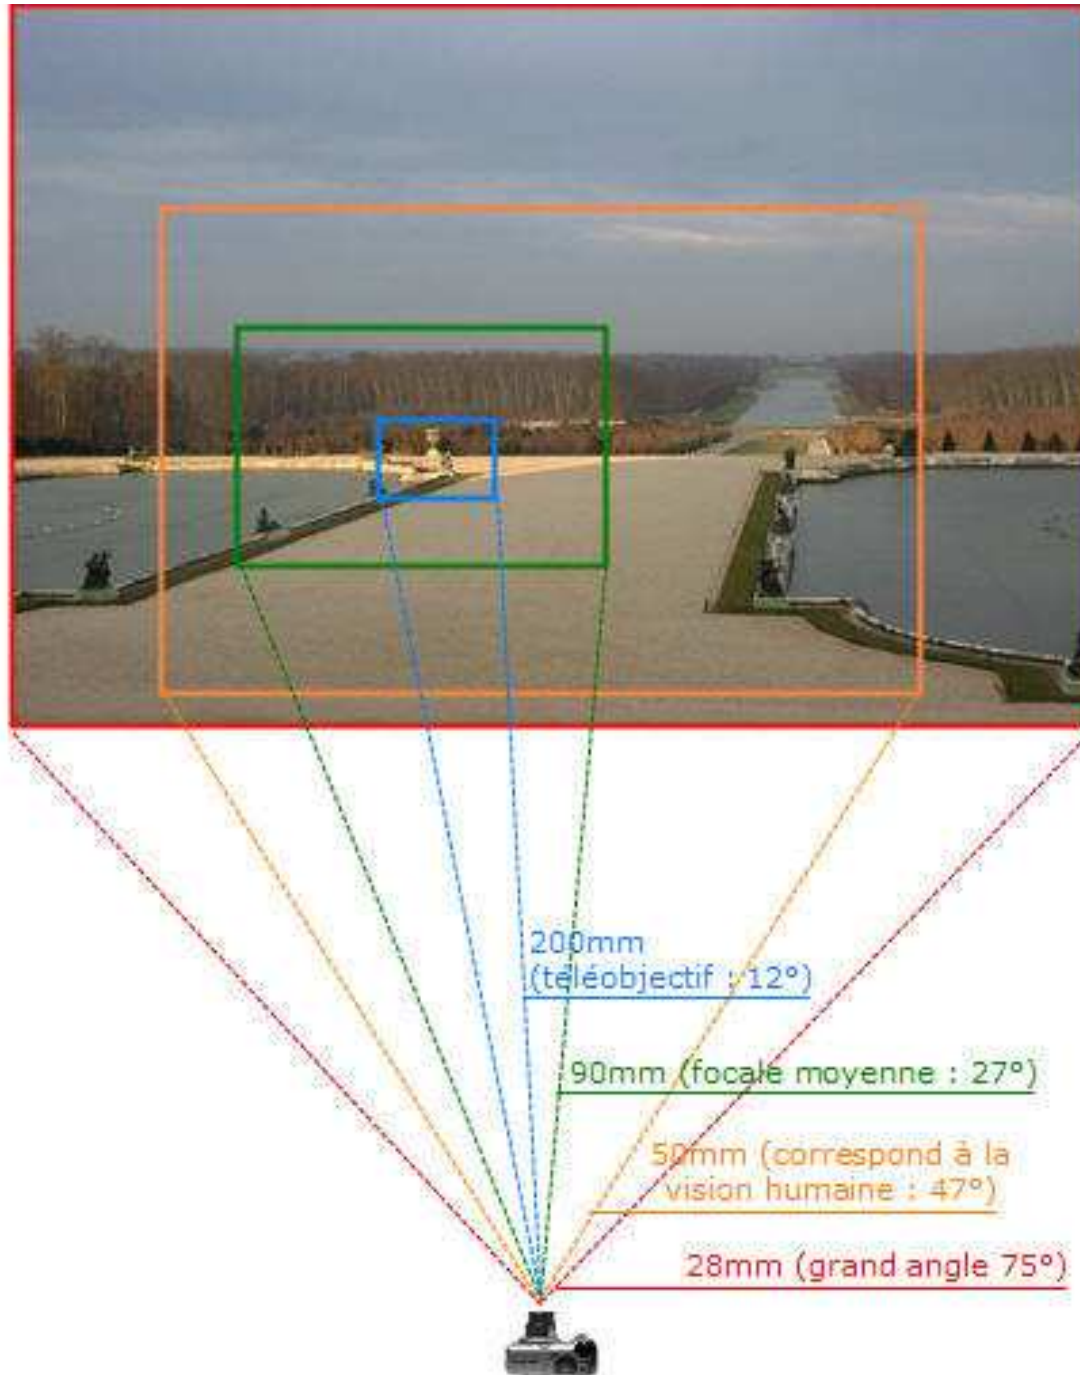 200mm
(téléobjectif : 12°)
90mm (focale moyenne : 27°)
50mm (correspond à la
vision humaine : 47°)
28mm (grand angle 75°)